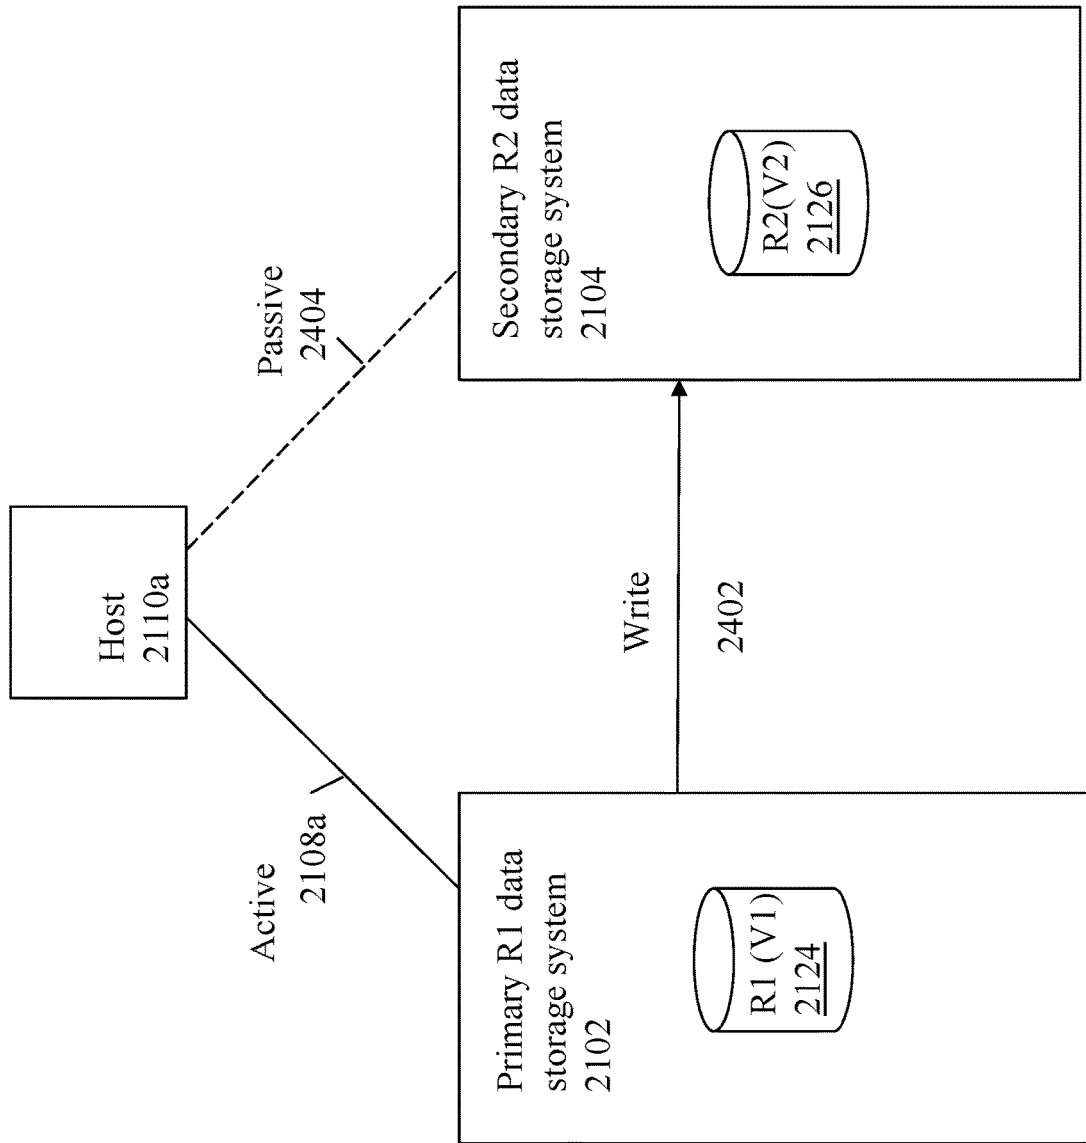 Host
2110a
Active
2108a
Passive
2404
Primary R1 data
storage system
2102
R1 (V1)
2124
Write
2402
Secondary R2 data
storage system
2104
R2(V2)
2126